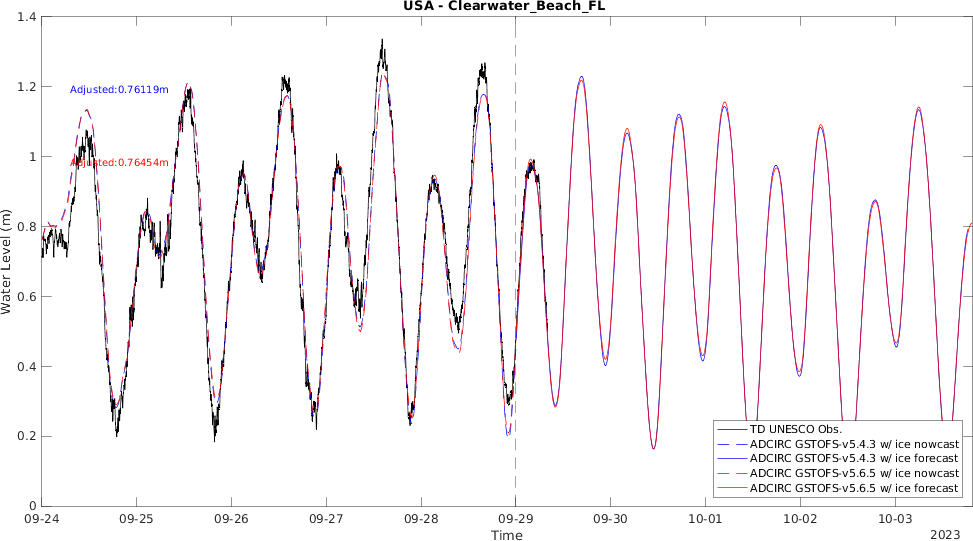 USA - Clearwater_Beach_FL
1.4
1.2
1
0.8
0.6
0.4
0.2
0
Water Level (m)
Adjusted:0.76119m
Adjusted:0.76454m
TD UNESCO Obs.
ADCIRC GSTOFS-v5.4.3 w/ ice nowcast
ADCIRC GSTOFS-v5.4.3 w/ ice forecast
ADCIRC GSTOFS-v5.6.5 w/ ice nowcast
ADCIRC GSTOFS-v5.6.5 w/ ice forecast
09-24 09-25 09-26 09-27 09-28 09-29 09-30 10-01 10-02 10-03
Time
2023